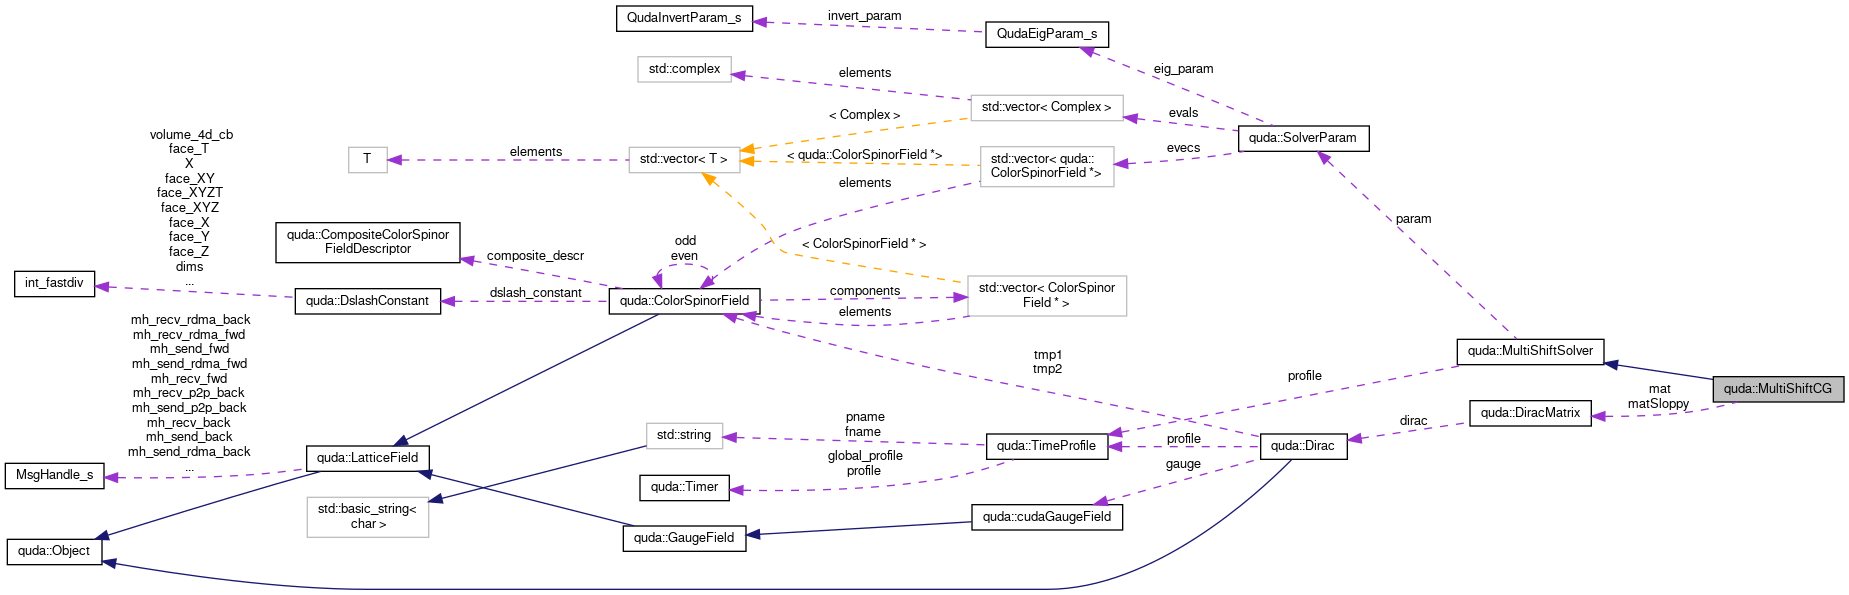 QudaInvertParam_s
invert_param
QudaEigParam_s
std::complex
elements
eig_param
std::vector< Complex >
evals
< Complex >
quda::SolverParam
volume_4d_cb
face_T
X
face_XY
face_XYZT
face_XYZ
face_X
face_Y
face_Z
dims
...
T
elements
std::vector< T >
< quda::ColorSpinorField *>
std::vector< quda::
ColorSpinorField *>
evecs
elements
param
quda::CompositeColorSpinor
FieldDescriptor
composite_descr
odd
even
< ColorSpinorField * >
int_fastdiv
quda::DslashConstant
dslash_constant
quda::ColorSpinorField
components
elements
std::vector< ColorSpinor
Field * >
mh_recv_rdma_back
mh_recv_rdma_fwd
mh_send_fwd
mh_send_rdma_fwd
mh_recv_fwd
mh_recv_p2p_back
mh_send_p2p_back
mh_recv_back
mh_send_back
mh_send_rdma_back
...
tmp1
tmp2
profile
quda::MultiShiftSolver
quda::MultiShiftCG
mat
matSloppy
quda::DiracMatrix
dirac
pname
fname
std::string
quda::TimeProfile
profile
quda::Dirac
MsgHandle_s
quda::LatticeField
global_profile
profile
gauge
quda::Timer
std::basic_string<
char >
quda::cudaGaugeField
quda::GaugeField
quda::Object